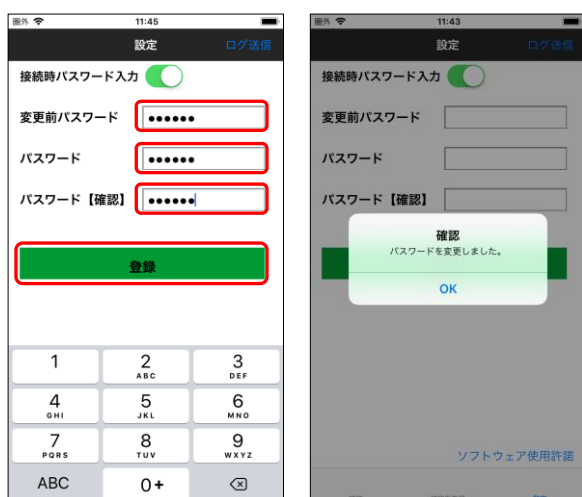 圏外 11:45
設定 ログ送信
接続時パスワード入力
変更前パスワード ●●●●●●
パスワード ●●●●●●
パスワード【確認】 ●●●●●●
登録
1 2 3
ABC DEF
4 5 6
GHI JKL MNO
7 8 9
PQRS TUV WXYZ
ABC 0+
圏外 11:43
設定 ログ送信
接続時パスワード入力
変更前パスワード
パスワード
パスワード【確認】
確認
パスワードを変更しました。
OK
ソフトウェア使用許諾